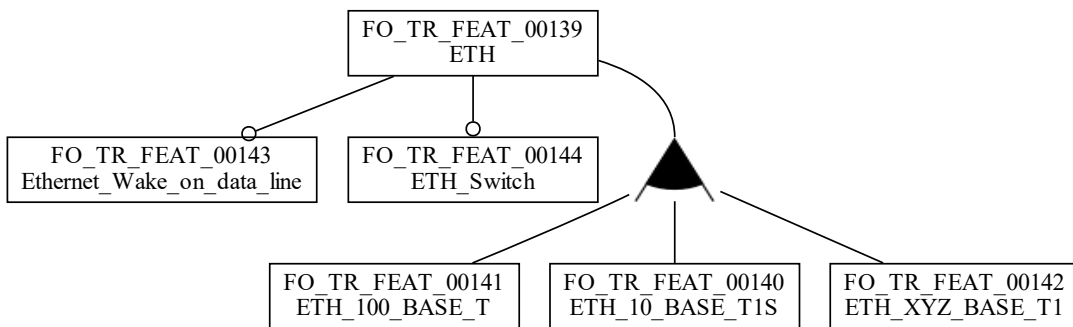 FO_TR_FEAT_00139
ETH
FO_TR_FEAT_00143
Ethernet_Wake_on_data_line
FO_TR_FEAT_00144
ETH_Switch
FO_TR_FEAT_00141
ETH_100_BASE_T
FO_TR_FEAT_00140
ETH_10_BASE_T1S
FO_TR_FEAT_00142
ETH_XYZ_BASE_T1